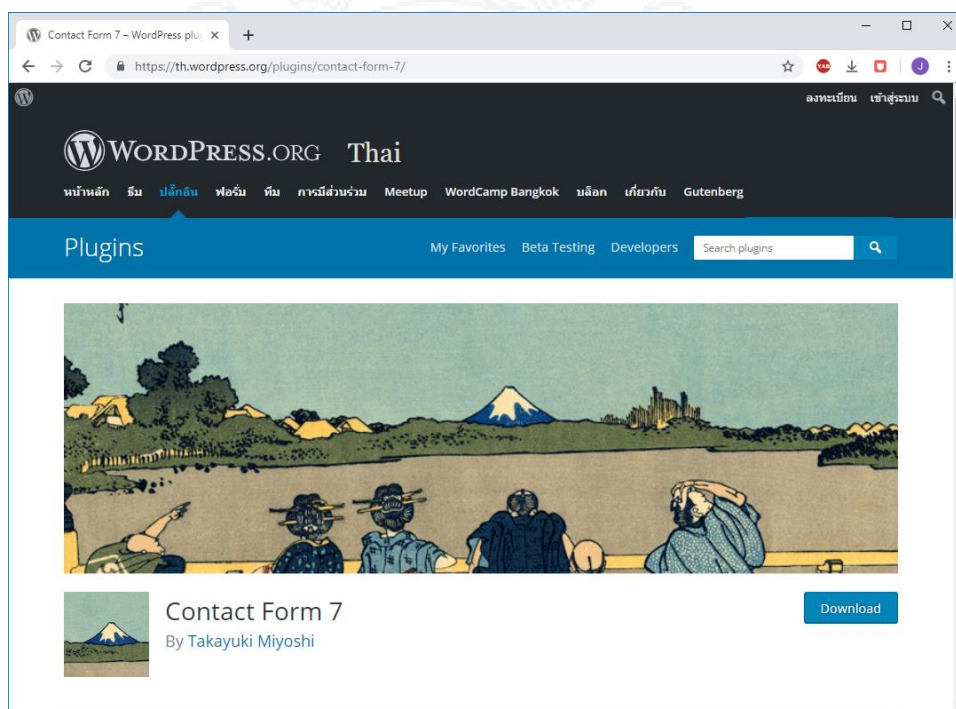 Contact Form 7 – WordPress plu
https://th.wordpress.org/plugins/contact-form-7/
YAB
J
ลงทะเบียน เข้าสู่ระบบ
WORDPRESS.ORG Thai
หน้าหลัก ธีม ปลั๊กอิน ฟอรั่ม ทีม การมีส่วนร่วม Meetup WordCamp Bangkok บล็อก เกี่ยวกับ Gutenberg
Plugins My Favorites Beta Testing Developers Search plugins
Contact Form 7
Download
By Takayuki Miyoshi